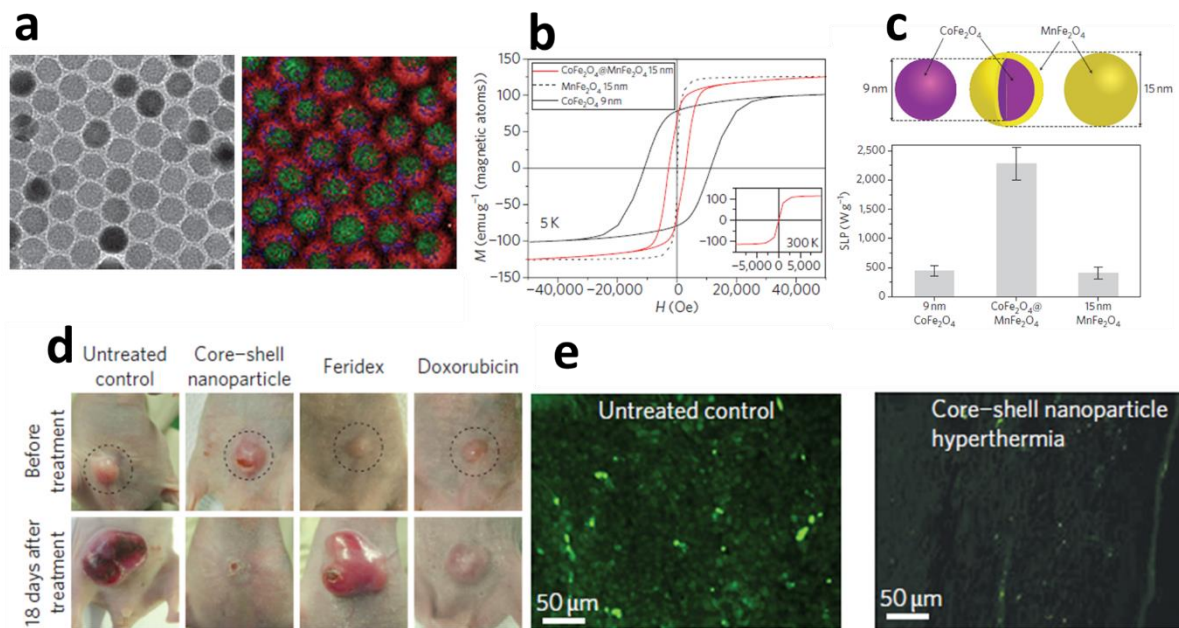 a
b
M (emug⁻¹ (magnetic atoms))
150
125
100
50
0
−50
−100
−125
−150
CoFe₂O₄@MnFe₂O₄ 15 nm
MnFe₂O₄ 15 nm
CoFe₂O₄ 9 nm
5 K
100
0
−100
300 K
−5,000
0
5,000
−40,000
−20,000
0
20,000
40,000
H (Oe)
c
CoFe₂O₄
MnFe₂O₄
9 nm
15 nm
SLP (W g⁻¹)
2,500
2,000
1,500
1,000
500
0
9 nm
CoFe₂O₄
CoFe₂O₄@
MnFe₂O₄
15 nm
MnFe₂O₄
d
Untreated
control
Core–shell
nanoparticle
Feridex
Doxorubicin
Before
treatment
18 days after
treatment
e
Untreated control
50 µm
Core–shell nanoparticle
hyperthermia
50 µm